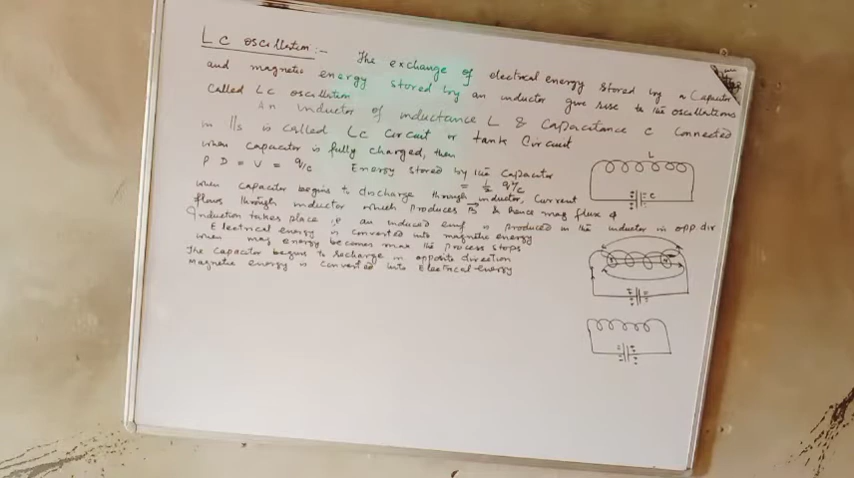 LC oscillation :- The exchange of electrical energy stored by a Capacitor
and magnetic energy stored by an inductor give rise to the oscillations
called LC oscillation
An inductor of inductance L & Capacitance C connected
in ||s is called LC Circuit or tank Circuit
when capacitor is fully charged, then
P D = V = q/c Energy stored by the capacitor
= 1/2 q²/c
when capacitor begins to discharge through inductor, Current
flows through inductor which produces B & hence mag flux &
Induction takes place ie an induced emf is produced in the inductor in opp. dir
Electrical energy is converted into magnetic energy
when mag energy becomes max the process stops
The Capacitor begins to recharge in opposite direction
Magnetic energy is converted into Electrical energy
L
C